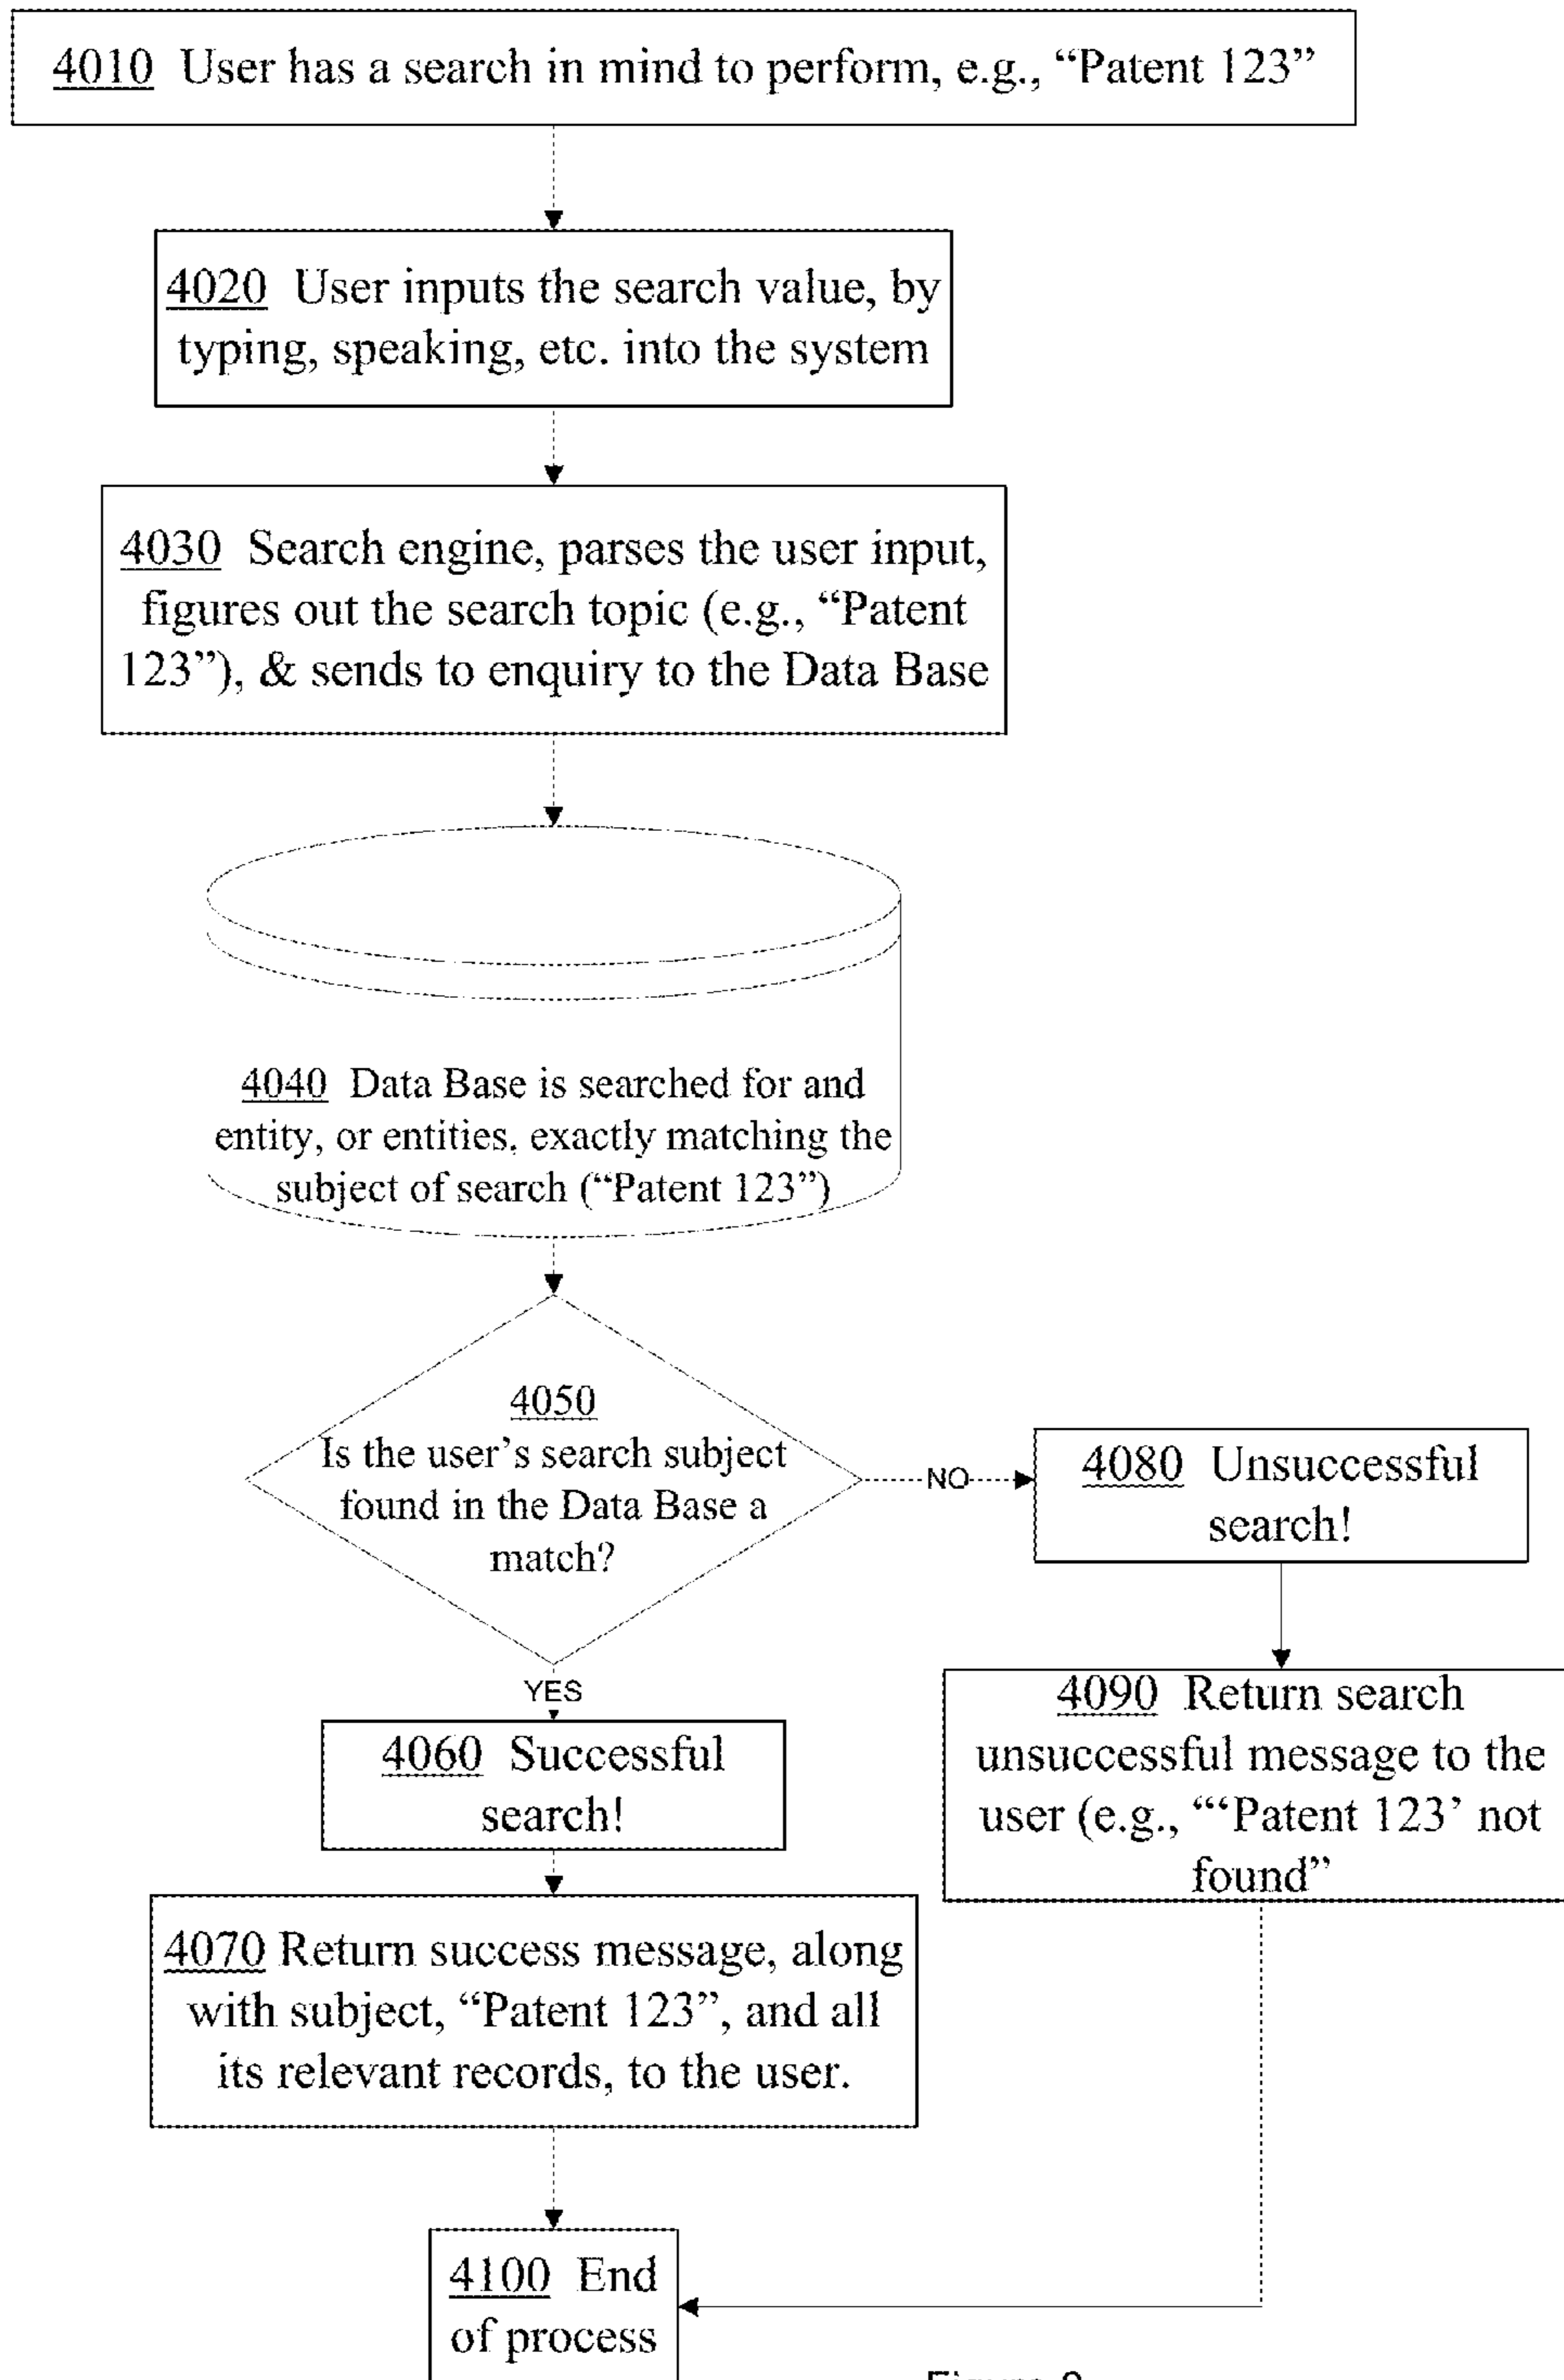 4010 User has a search in mind to perform, e.g., “Patent 123”
4020 User inputs the search value, by
typing, speaking, etc. into the system
4030 Search engine, parses the user input,
figures out the search topic (e.g., “Patent
123”), & sends to enquiry to the Data Base
4040 Data Base is searched for and
entity, or entities, exactly matching the
subject of search (“Patent 123”)
4050
Is the user’s search subject
found in the Data Base a
match?
NO
4080 Unsuccessful
search!
4090 Return search
unsuccessful message to the
user (e.g., “‘Patent 123’ not
found”
YES
4060 Successful
search!
4070 Return success message, along
with subject, “Patent 123”, and all
its relevant records, to the user.
4100 End
of process
Figure